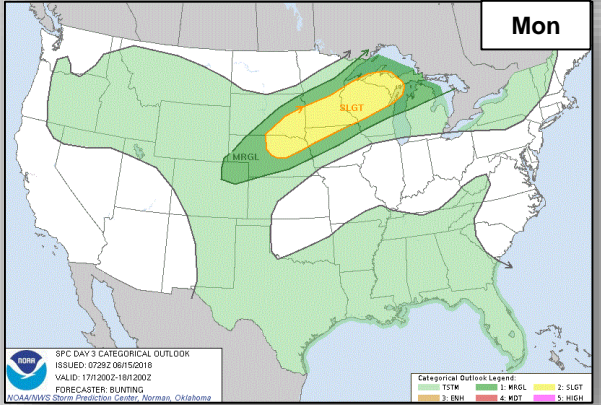 Mon
SLGT
MRGL
SPC DAY 3 CATEGORICAL OUTLOOK
ISSUED: 0729Z 06/15/2018
VALID: 17/1200Z-18/1200Z
FORECASTER: BUNTING
NOAA/NWS Storm Prediction Center, Norman, Oklahoma
NOAA
Categorical Outlook Legend:
TSTM 1: MRGL 2: SLGT
3: ENH 4: MDT 5: HIGH